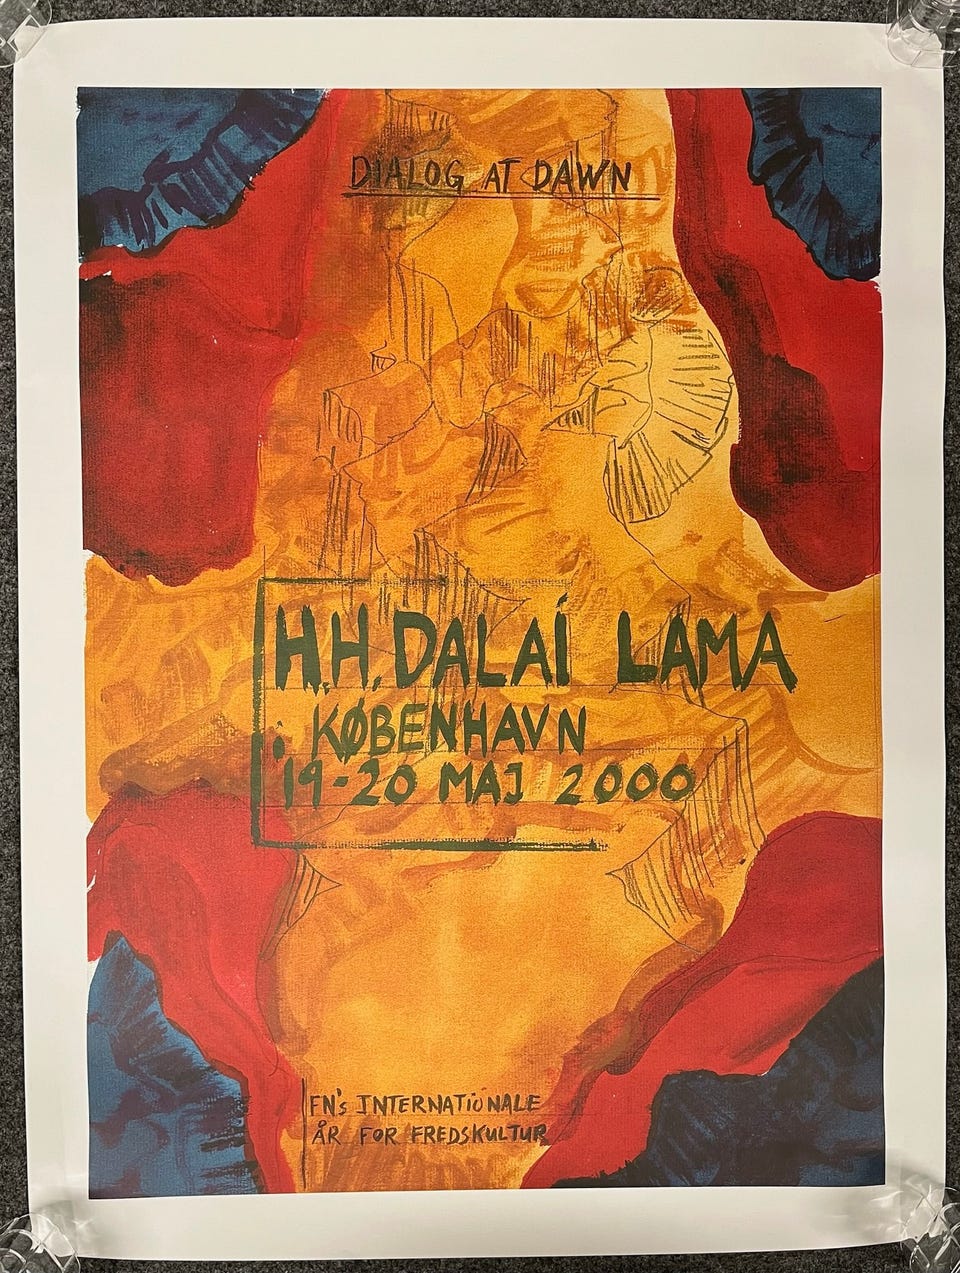 DIALOG AT DAWN
H.H. DALAI LAMA
i KØBENHAVN
19-20 MAJ 2000
FN's INTERNATiONALE
ÅR FOR FREDSKULTUR